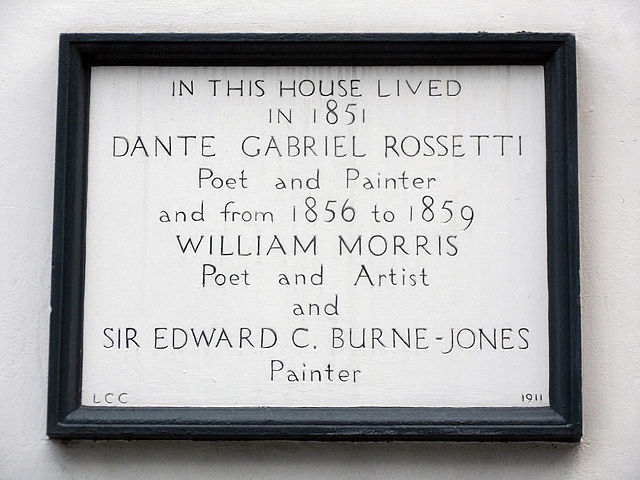 IN THIS HOUSE LIVED
IN 1851
DANTE GABRIEL ROSSETTI
Poet and Painter
and from 1856 to 1859
WILLIAM MORRIS
Poet and Artist
and
SIR EDWARD C. BURNE-JONES
Painter
LCC 1911